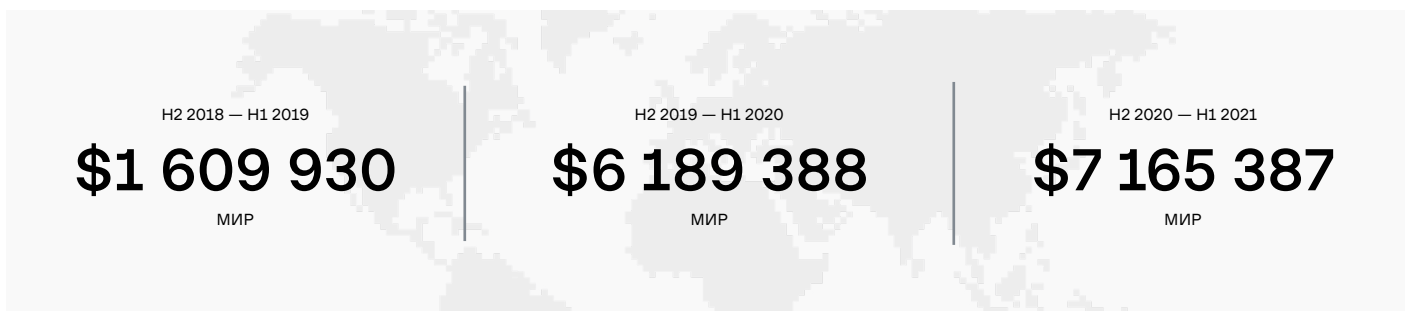 H2 2018 — H1 2019
$1 609 930
МИР
H2 2019 — H1 2020
$6 189 388
МИР
H2 2020 — H1 2021
$7 165 387
МИР